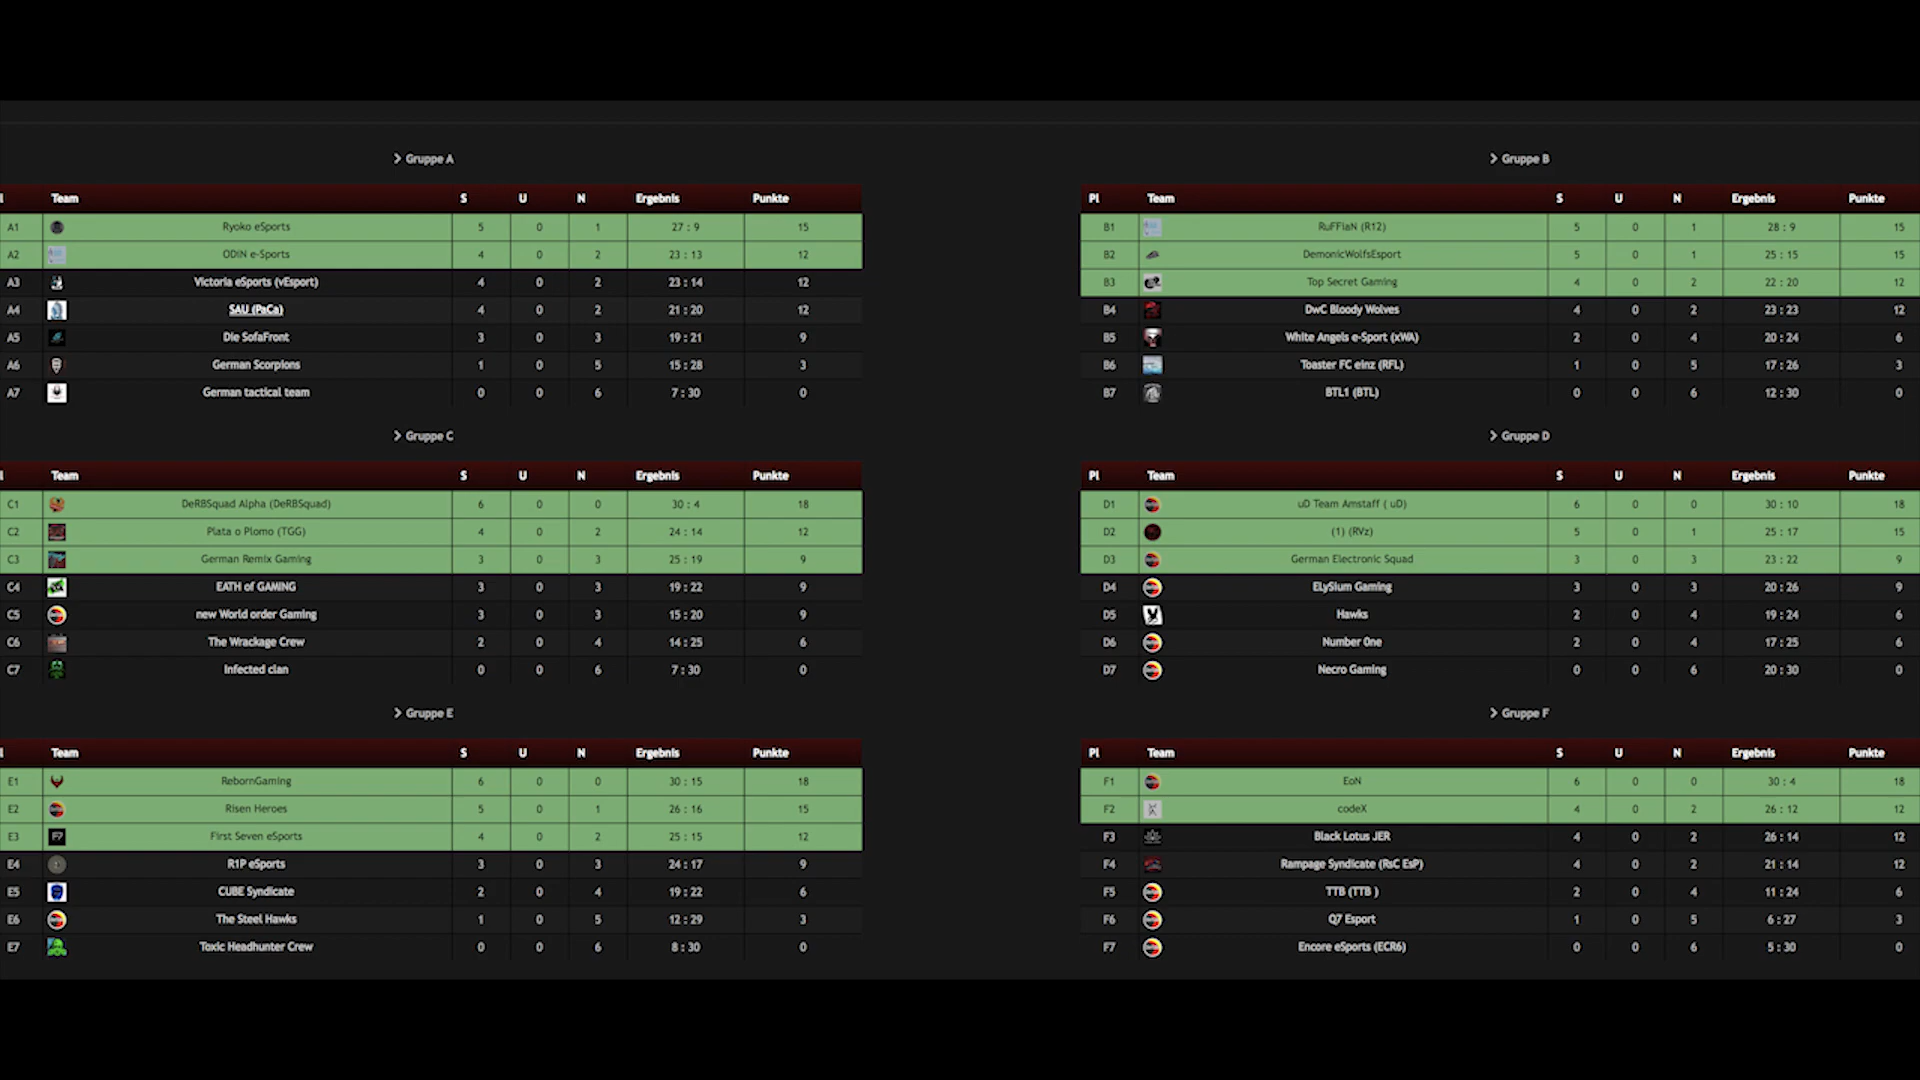 Gruppe A
Team S U N Ergebnis Punkte
A1 Ryoko eSports 5 0 1 27 : 9 15
A2 ODIN e-Sports 4 0 2 23 : 13 12
A3 Victoria eSports (vEsport) 4 0 2 23 : 14 12
A4 SAU (PaCa) 4 0 2 21 : 20 12
A5 Die SofaFront 3 0 3 19 : 21 9
A6 German Scorpions 1 0 5 15 : 28 3
A7 German tactical team 0 0 6 7 : 30 0
Gruppe B
Pl Team S U N Ergebnis Punkte
B1 RuFFiaN (R12) 5 0 1 28 : 9 15
B2 DemonicWolfsEsport 5 0 1 25 : 15 15
B3 Top Secret Gaming 4 0 2 22 : 20 12
B4 DwC Bloody Wolves 4 0 2 23 : 23 12
B5 White Angels e-Sport (xWA) 2 0 4 20 : 24 6
B6 Toaster FC einz (RFL) 1 0 5 17 : 26 3
B7 BTL1 (BTL) 0 0 6 12 : 30 0
Gruppe C
Team S U N Ergebnis Punkte
C1 DeRBSquad Alpha (DeRBSquad) 6 0 0 30 : 4 18
C2 Plata o Plomo (TGG) 4 0 2 24 : 14 12
C3 German Remix Gaming 3 0 3 25 : 19 9
C4 EATH of GAMING 3 0 3 19 : 22 9
C5 new World order Gaming 3 0 3 15 : 20 9
C6 The Wrackage Crew 2 0 4 14 : 25 6
C7 Infected clan 0 0 6 7 : 30 0
Gruppe D
Pl Team S U N Ergebnis Punkte
D1 uD Team Amstaff ( uD) 6 0 0 30 : 10 18
D2 (1) (RVz) 5 0 1 25 : 17 15
D3 German Electronic Squad 3 0 3 23 : 22 9
D4 ElySium Gaming 3 0 3 20 : 26 9
D5 Hawks 2 0 4 19 : 24 6
D6 Number 0ne 2 0 4 17 : 25 6
D7 Necro Gaming 0 0 6 20 : 30 0
Gruppe E
Team S U N Ergebnis Punkte
E1 RebornGaming 6 0 0 30 : 15 18
E2 Risen Heroes 5 0 1 26 : 16 15
E3 F7 First Seven eSports 4 0 2 25 : 15 12
E4 R1P eSports 3 0 3 24 : 17 9
E5 CUBE Syndicate 2 0 4 19 : 22 6
E6 The Steel Hawks 1 0 5 12 : 29 3
E7 Toxic Headhunter Crew 0 0 6 8 : 30 0
Gruppe F
Pl Team S U N Ergebnis Punkte
F1 EoN 6 0 0 30 : 4 18
F2 codeX 4 0 2 26 : 12 12
F3 Black Lotus JER 4 0 2 26 : 14 12
F4 Rampage Syndicate (RsC EsP) 4 0 2 21 : 14 12
F5 TTB (TTB ) 2 0 4 11 : 24 6
F6 Q7 Esport 1 0 5 6 : 27 3
F7 Encore eSports (ECR6) 0 0 6 5 : 30 0